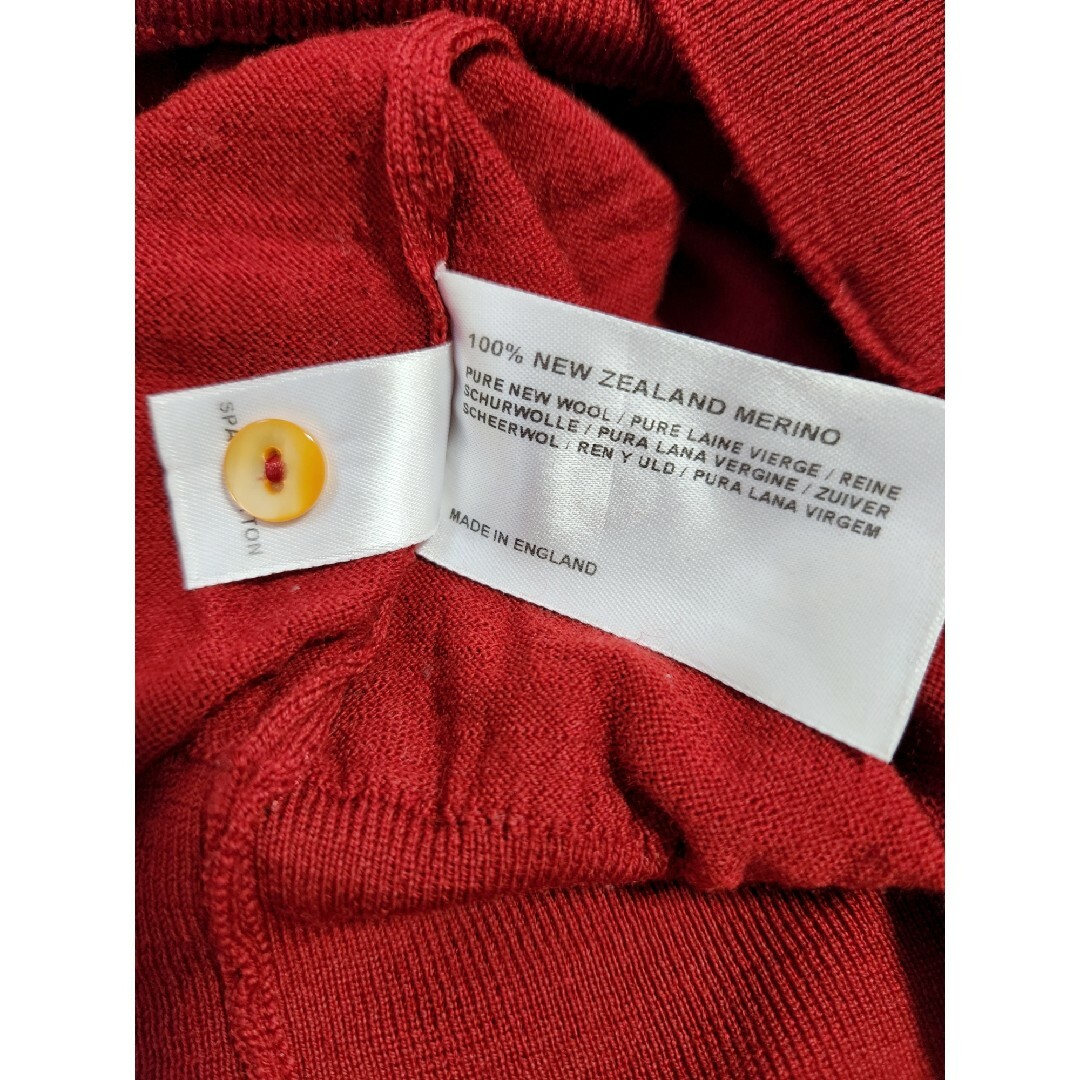 100% NEW ZEALAND MERINO
PURE NEW WOOL / PURE LAINE VIERGE / REINE
SCHURWOLLE / PURA LANA VERGINE / ZUIVER
SCHEERWOL / REN Y ULD / PURA LANA VIRGEM
MADE IN ENGLAND